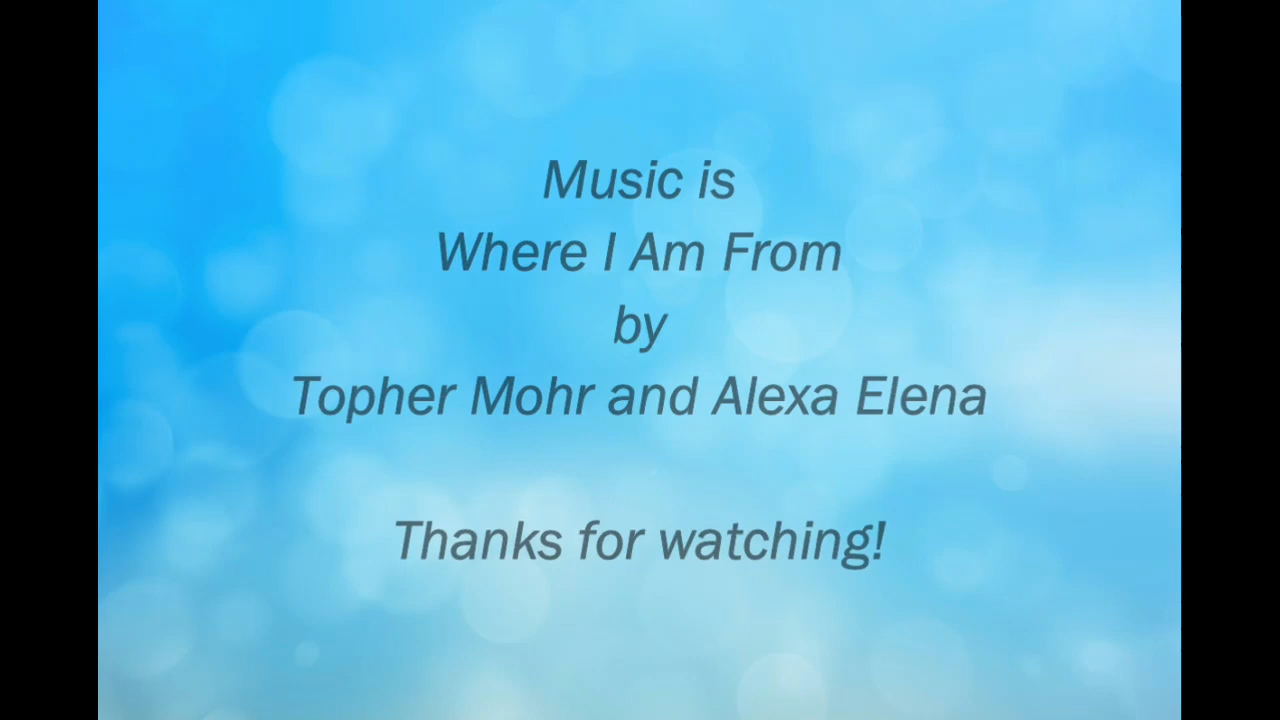 Music is
Where I Am From
by
Topher Mohr and Alexa Elena
Thanks for watching!